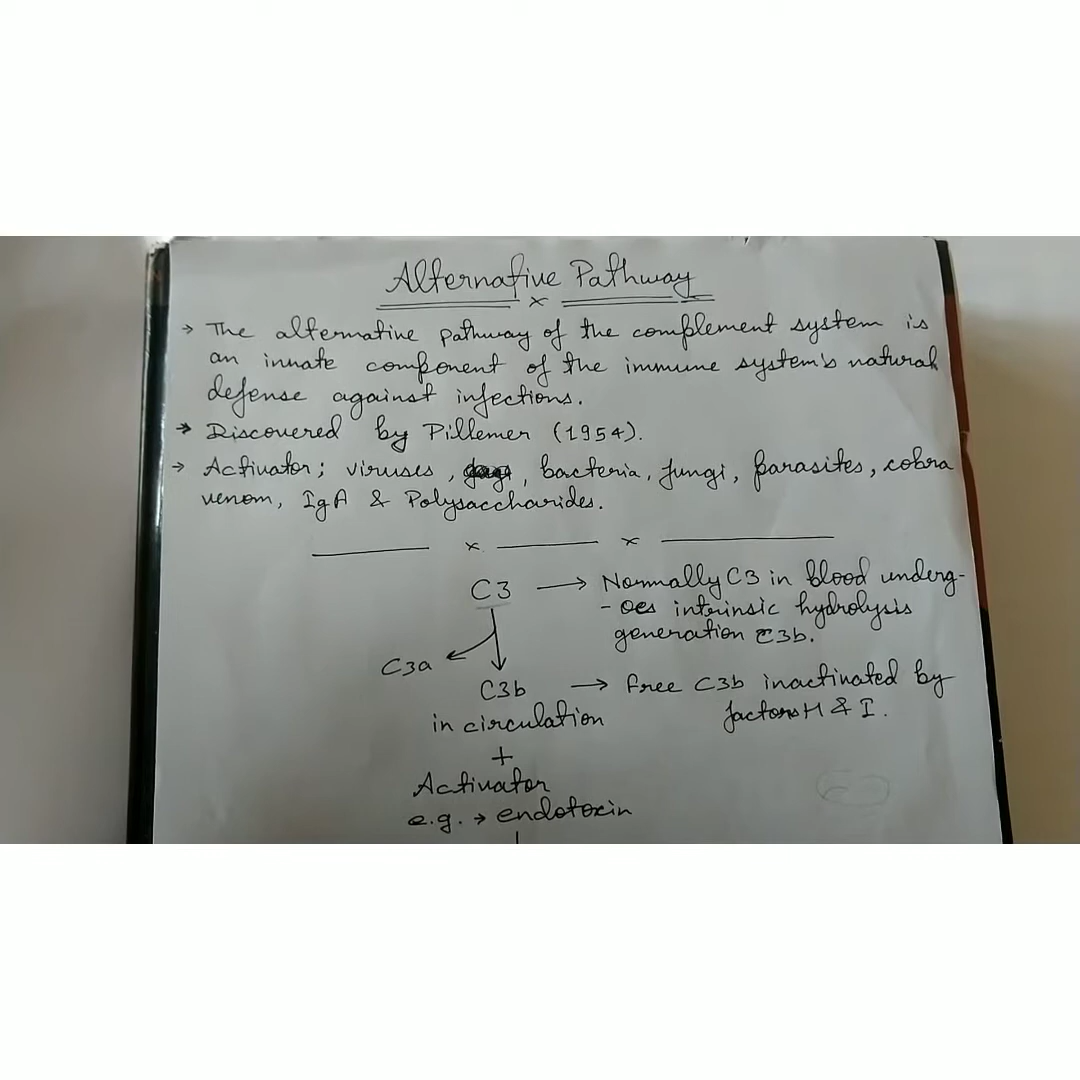 Alternative Pathway
x
→ The alternative pathway of the complement system is
an innate component of the immune system's natural
defense against infections.
→ Discovered by Pillemer (1954).
→ Activator; viruses, , bacteria, fungi, parasites, cobra
venom, IgA & Polysaccharides.
x x
C3 → Normally C3 in blood underg-
-oes intrinsic hydrolysis
generation C3b.
C3a
C3b → free C3b inactivated by
in circulation factors H & I.
+
Activator
e.g. → endotoxin